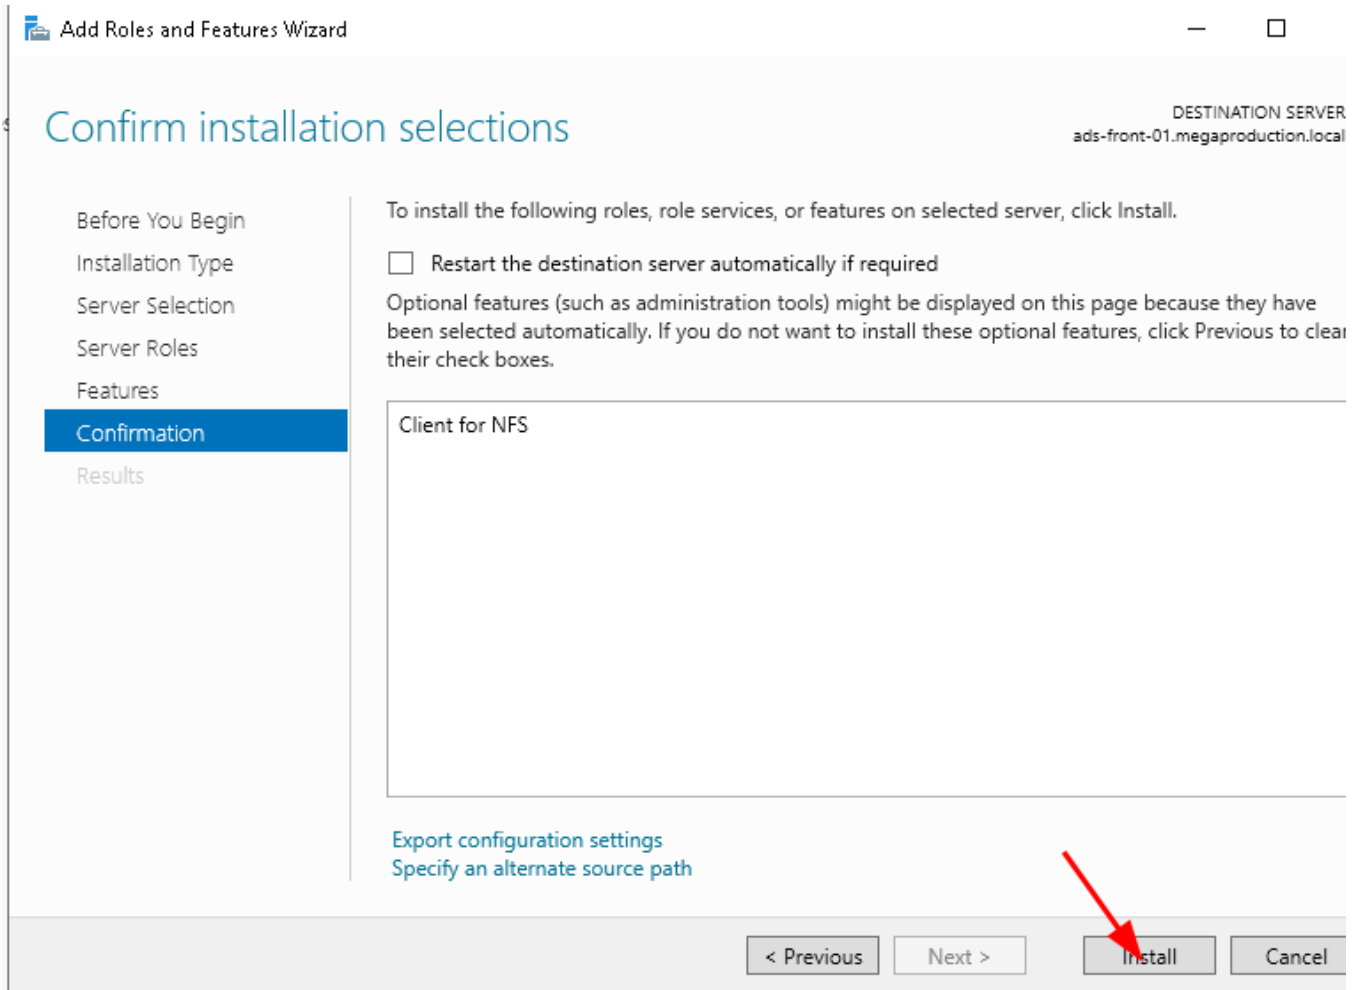 Add Roles and Features Wizard
Confirm installation selections
DESTINATION SERVER
ads-front-01.megaproduction.local
Before You Begin
Installation Type
Server Selection
Server Roles
Features
Confirmation
Results
To install the following roles, role services, or features on selected server, click Install.
Restart the destination server automatically if required
Optional features (such as administration tools) might be displayed on this page because they have
been selected automatically. If you do not want to install these optional features, click Previous to clear
their check boxes.
Client for NFS
Export configuration settings
Specify an alternate source path
< Previous
Next >
Install
Cancel